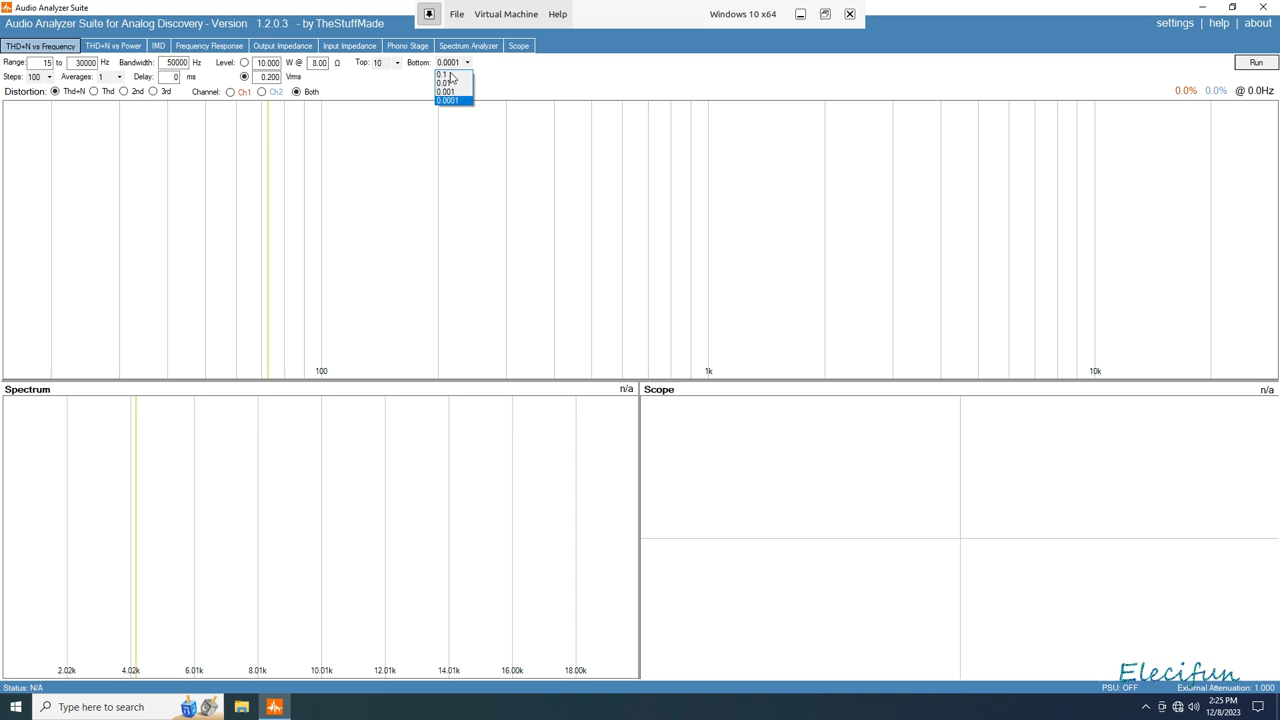 Audio Analyzer Suite
File Virtual Machine Help Windows 10 x64
Audio Analyzer Suite for Analog Discovery - Version 1.2.0.3 - by TheStuffMade
settings | help | about
THD+N vs Frequency THD+N vs Power IMD Frequency Response Output Impedance Input Impedance Phono Stage Spectrum Analyzer Scope
Range: 15 to 30000 Hz Bandwidth: 50000 Hz Level: 10.000 W @ 8.00 Ω Top: 10 Bottom: 0.0001 Run
Steps: 100 Averages: 1 Delay: 0 ms 0.200 Vrms
0.1
0.01
0.001
0.0001
Distortion: Thd+N Thd 2nd 3rd Channel: Ch1 Ch2 Both 0.0% 0.0% @ 0.0Hz
100 1k 10k
Spectrum n/a Scope n/a
2.02k 4.02k 6.01k 8.01k 10.01k 12.01k 14.01k 16.00k 18.00k
Elecifun
Status: N/A PSU: OFF External Attenuation: 1.000
Type here to search
2:25 PM
12/8/2023